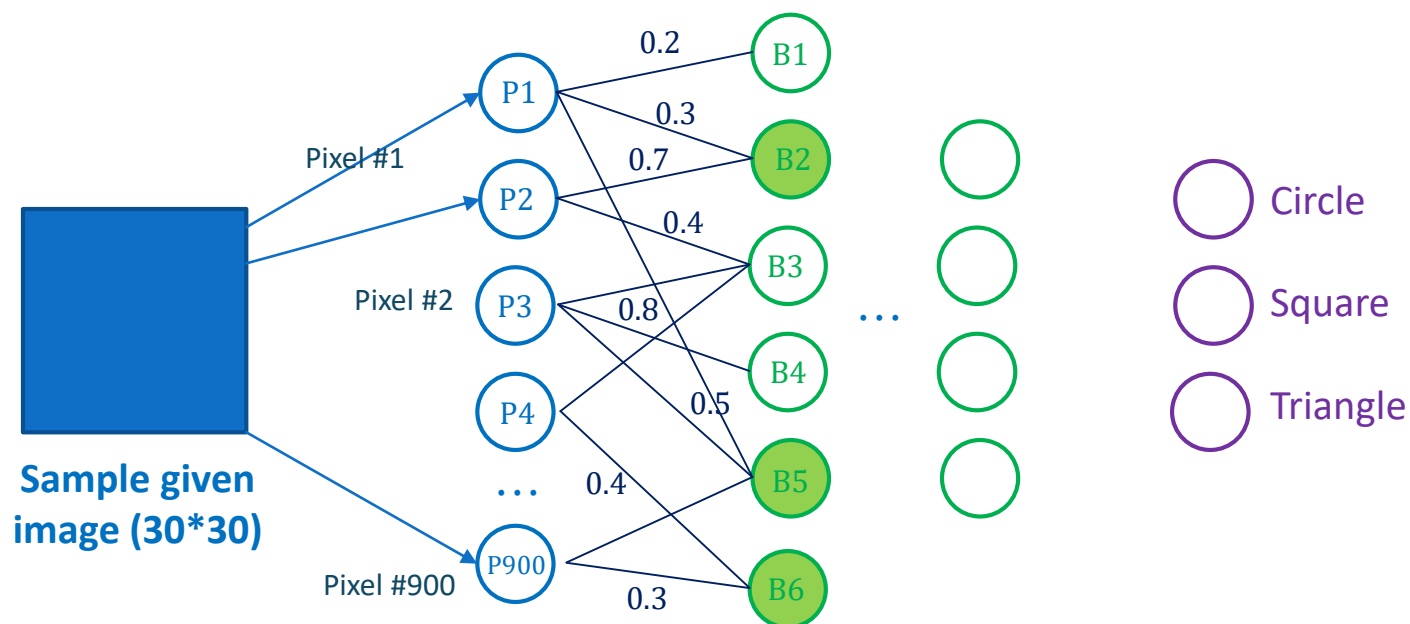 0.2
B1
P1
0.3
Pixel #1
0.7
B2
P2
Circle
0.4
B3
Pixel #2
P3
0.8
…
Square
B4
P4
0.5
Triangle
Sample given
image (30*30)
…
0.4
B5
P900
Pixel #900
0.3
B6